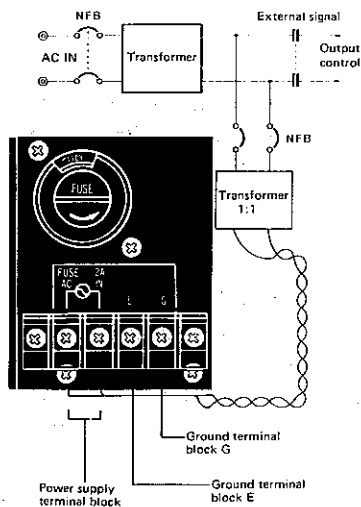 NFB
External signal
AC IN
Transformer
Output
control
NFB
Transformer
1:1
FUSE
FUSE 2A
AC IN
L G
Ground terminal
block G
Ground terminal
block E
Power supply
terminal block